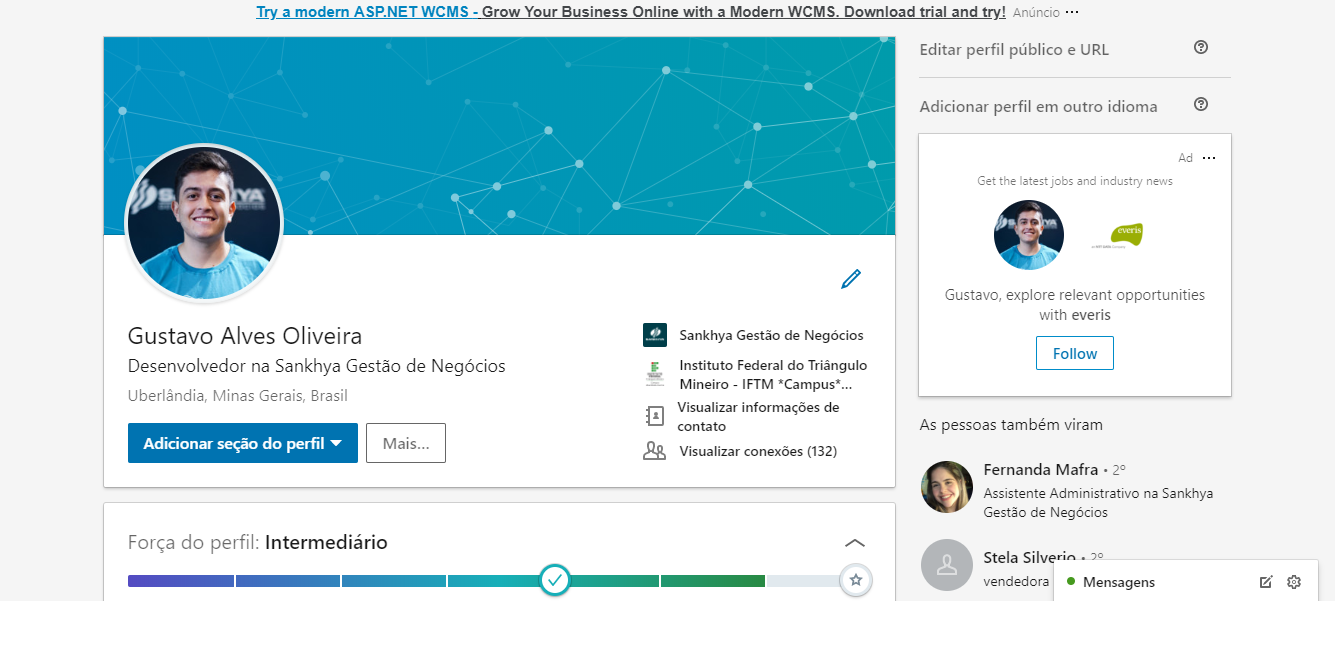 Try a modern ASP.NET WCMS - Grow Your Business Online with a Modern WCMS. Download trial and try! Anúncio ...
Gustavo Alves Oliveira
Desenvolvedor na Sankhya Gestão de Negócios
Uberlândia, Minas Gerais, Brasil
Adicionar seção do perfil
Mais...
Sankhya Gestão de Negócios
Instituto Federal do Triângulo
Mineiro - IFTM *Campus*...
Visualizar informações de
contato
Visualizar conexões (132)
Força do perfil: Intermediário
Editar perfil público e URL
Adicionar perfil em outro idioma
Ad ...
Get the latest jobs and industry news
everis
Gustavo, explore relevant opportunities
with everis
Follow
As pessoas também viram
Fernanda Mafra • 2º
Assistente Administrativo na Sankhya
Gestão de Negócios
Stela Silverio • 2º
vendedora
Mensagens